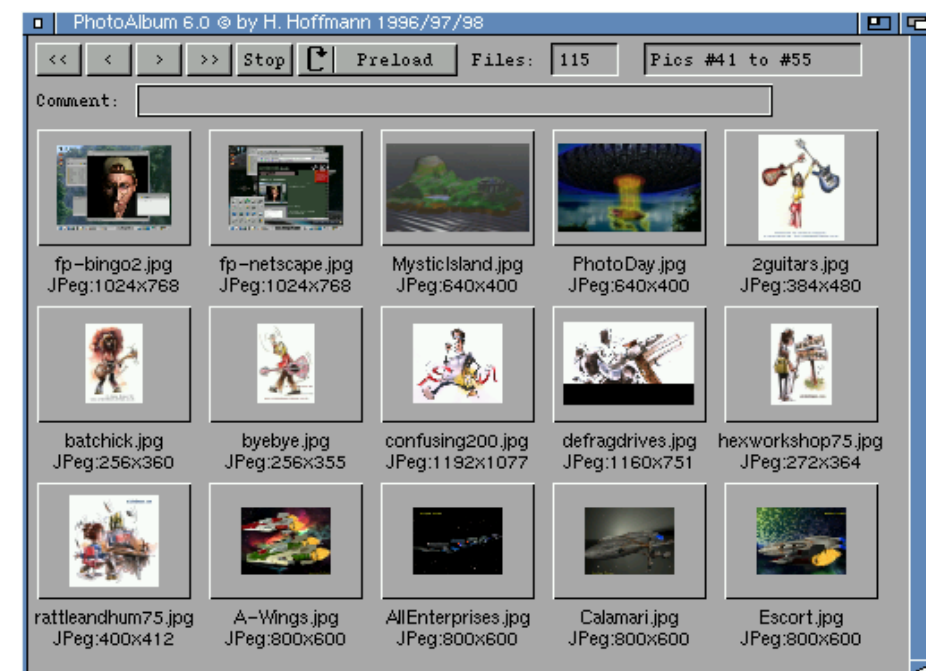 PhotoAlbum 6.0 © by H. Hoffmann 1996/97/98
<< < > >> Stop Preload Files: 115 Pics #41 to #55
Comment:
fp-bingo2.jpg fp-netscape.jpg MysticIsland.jpg PhotoDay.jpg 2guitars.jpg
JPeg:1024x768 JPeg:1024x768 JPeg:640x400 JPeg:640x400 JPeg:384x480
batchick.jpg byebye.jpg confusing200.jpg defragdrives.jpg hexworkshop75.jpg
JPeg:256x360 JPeg:256x355 JPeg:1192x1077 JPeg:1160x751 JPeg:272x364
rattleandhum75.jpg A-Wings.jpg AllEnterprises.jpg Calamari.jpg Escort.jpg
JPeg:400x412 JPeg:800x600 JPeg:800x600 JPeg:800x600 JPeg:800x600